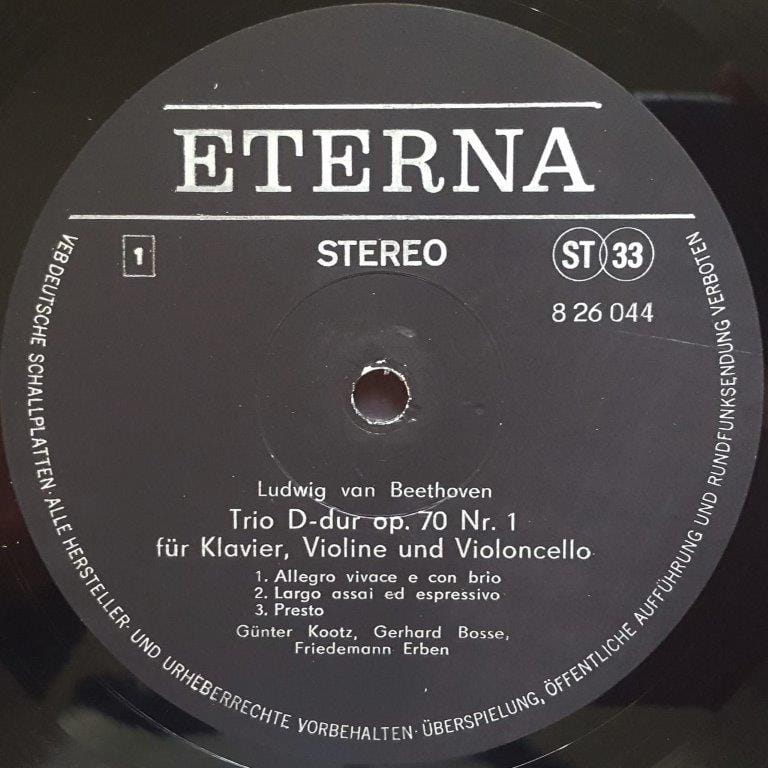 ETERNA
1
STEREO
ST 33
8 26 044
Ludwig van Beethoven
Trio D-dur op. 70 Nr. 1
für Klavier, Violine und Violoncello
1. Allegro vivace e con brio
2. Largo assai ed espressivo
3. Presto
Günter Kootz, Gerhard Bosse,
Friedemann Erben
VEB DEUTSCHE SCHALLPLATTEN · ALLE HERSTELLER- UND URHEBERRECHTE VORBEHALTEN · ÜBERSPIELUNG, ÖFFENTLICHE AUFFÜHRUNG UND RUNDFUNKSENDUNG VERBOTEN